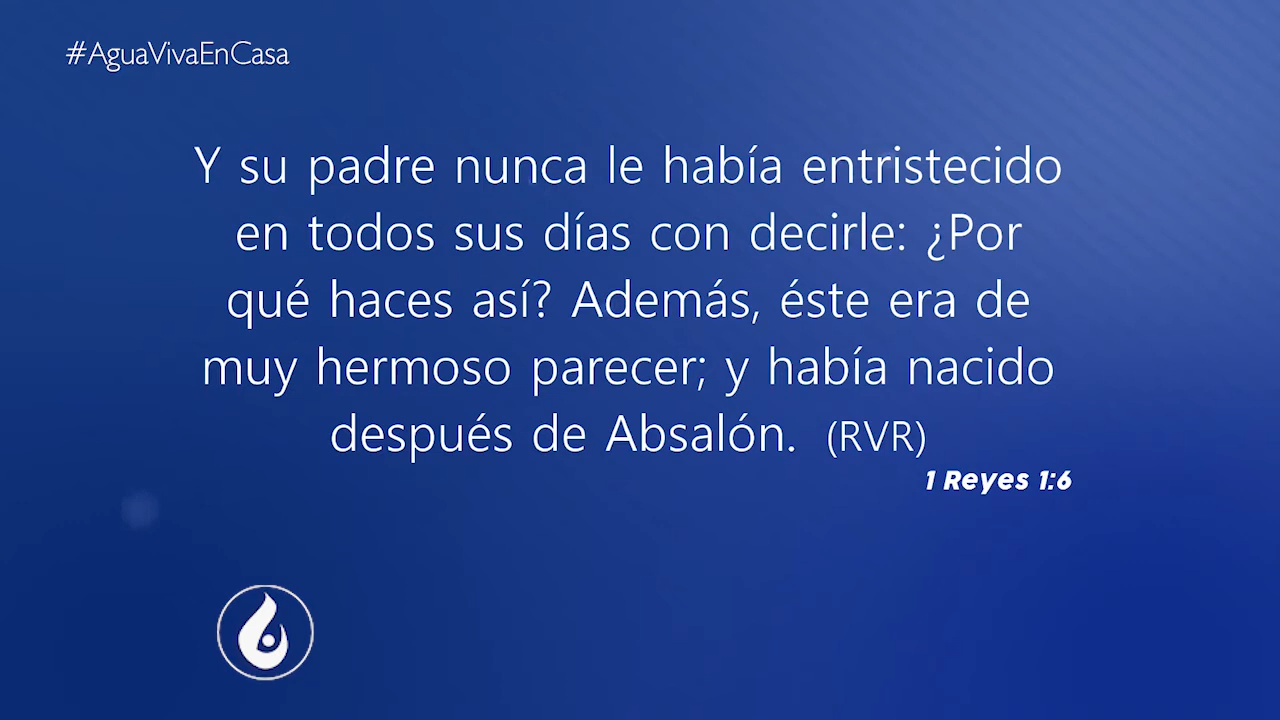 #AguaVivaEnCasa
Y su padre nunca le había entristecido
en todos sus días con decirle: ¿Por
qué haces así? Además, éste era de
muy hermoso parecer; y había nacido
después de Absalón. (RVR)
1 Reyes 1:6